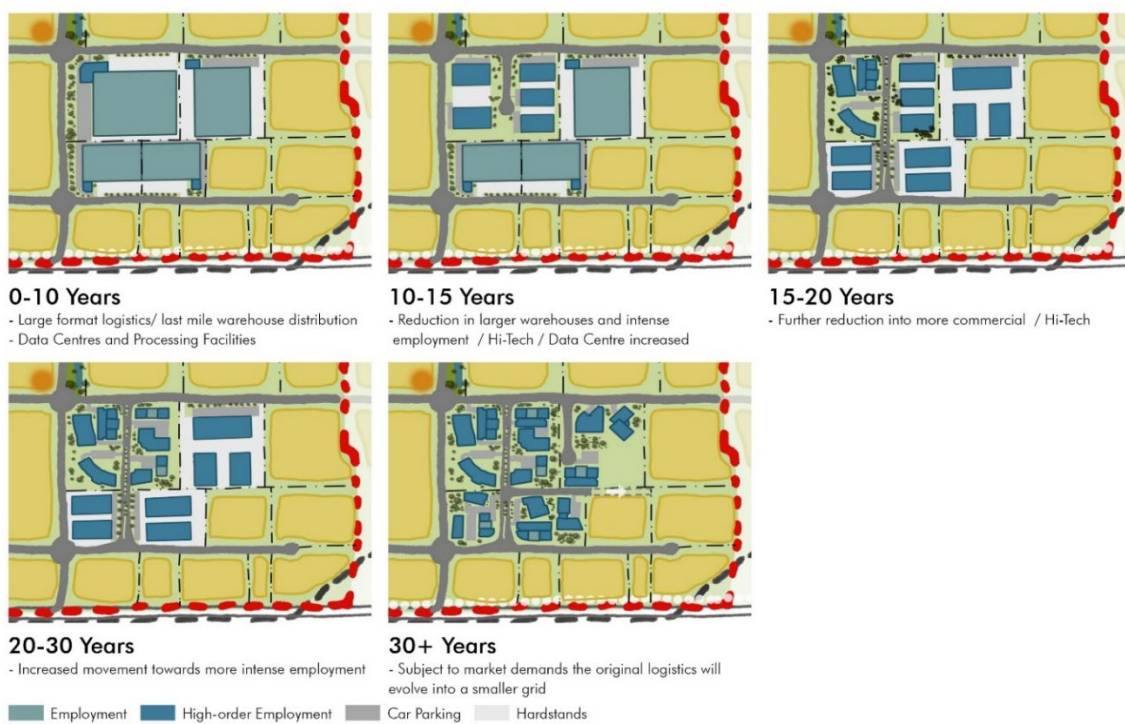 0-10 Years
- Large format logistics/ last mile warehouse distribution
- Data Centres and Processing Facilities
10-15 Years
- Reduction in larger warehouses and intense
employment / Hi-Tech / Data Centre increased
15-20 Years
- Further reduction into more commercial / Hi-Tech
20-30 Years
- Increased movement towards more intense employment
30+ Years
- Subject to market demands the original logistics will
evolve into a smaller grid
Employment
High-order Employment
Car Parking
Hardstands